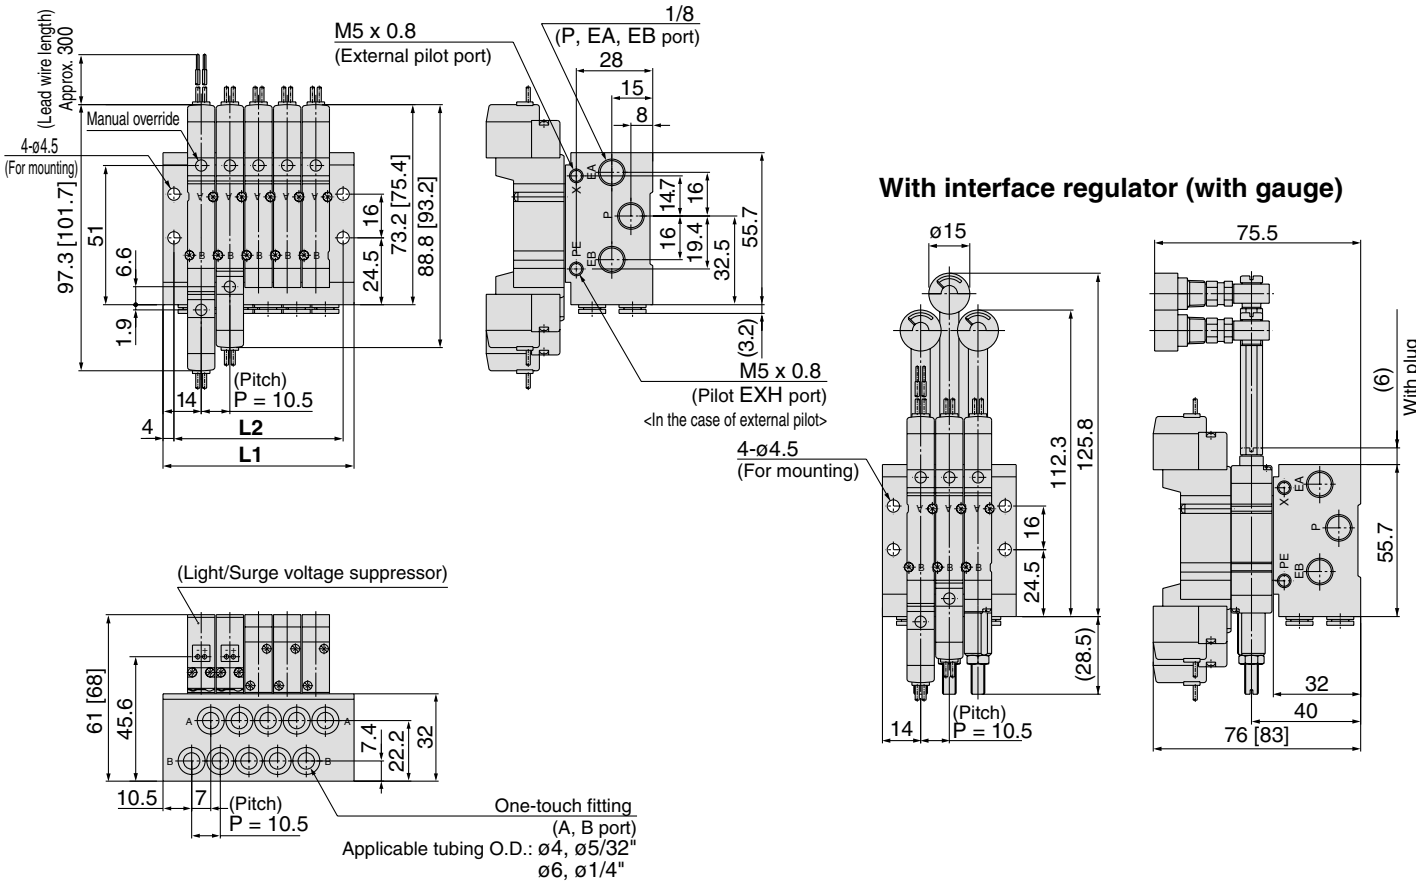 (Lead wire length)
Approx. 300
Manual override
4-ø4.5
(For mounting)
97.3 [101.7]
51
6.6
1.9
16
24.5
73.2 [75.4]
88.8 [93.2]
(Pitch)
P = 10.5
14
4
L2
L1
M5 x 0.8
(External pilot port)
1/8
(P, EA, EB port)
28
15
8
X
EA
P
PE
EB
14.7
16
16
19.4
32.5
55.7
(3.2)
M5 x 0.8
(Pilot EXH port)
<In the case of external pilot>
A A A A A
B B B B B
With interface regulator (with gauge)
ø15
4-ø4.5
(For mounting)
A A A
B B B
112.3
125.8
16
24.5
(28.5)
14
(Pitch)
P = 10.5
75.5
(6)
With plug
X
EA
P
PE
EB
55.7
32
40
76 [83]
(Light/Surge voltage suppressor)
61 [68]
45.6
A
A
B
B
7.4
22.2
32
10.5
7
(Pitch)
P = 10.5
One-touch fitting
(A, B port)
Applicable tubing O.D.: ø4, ø5/32"
ø6, ø1/4"